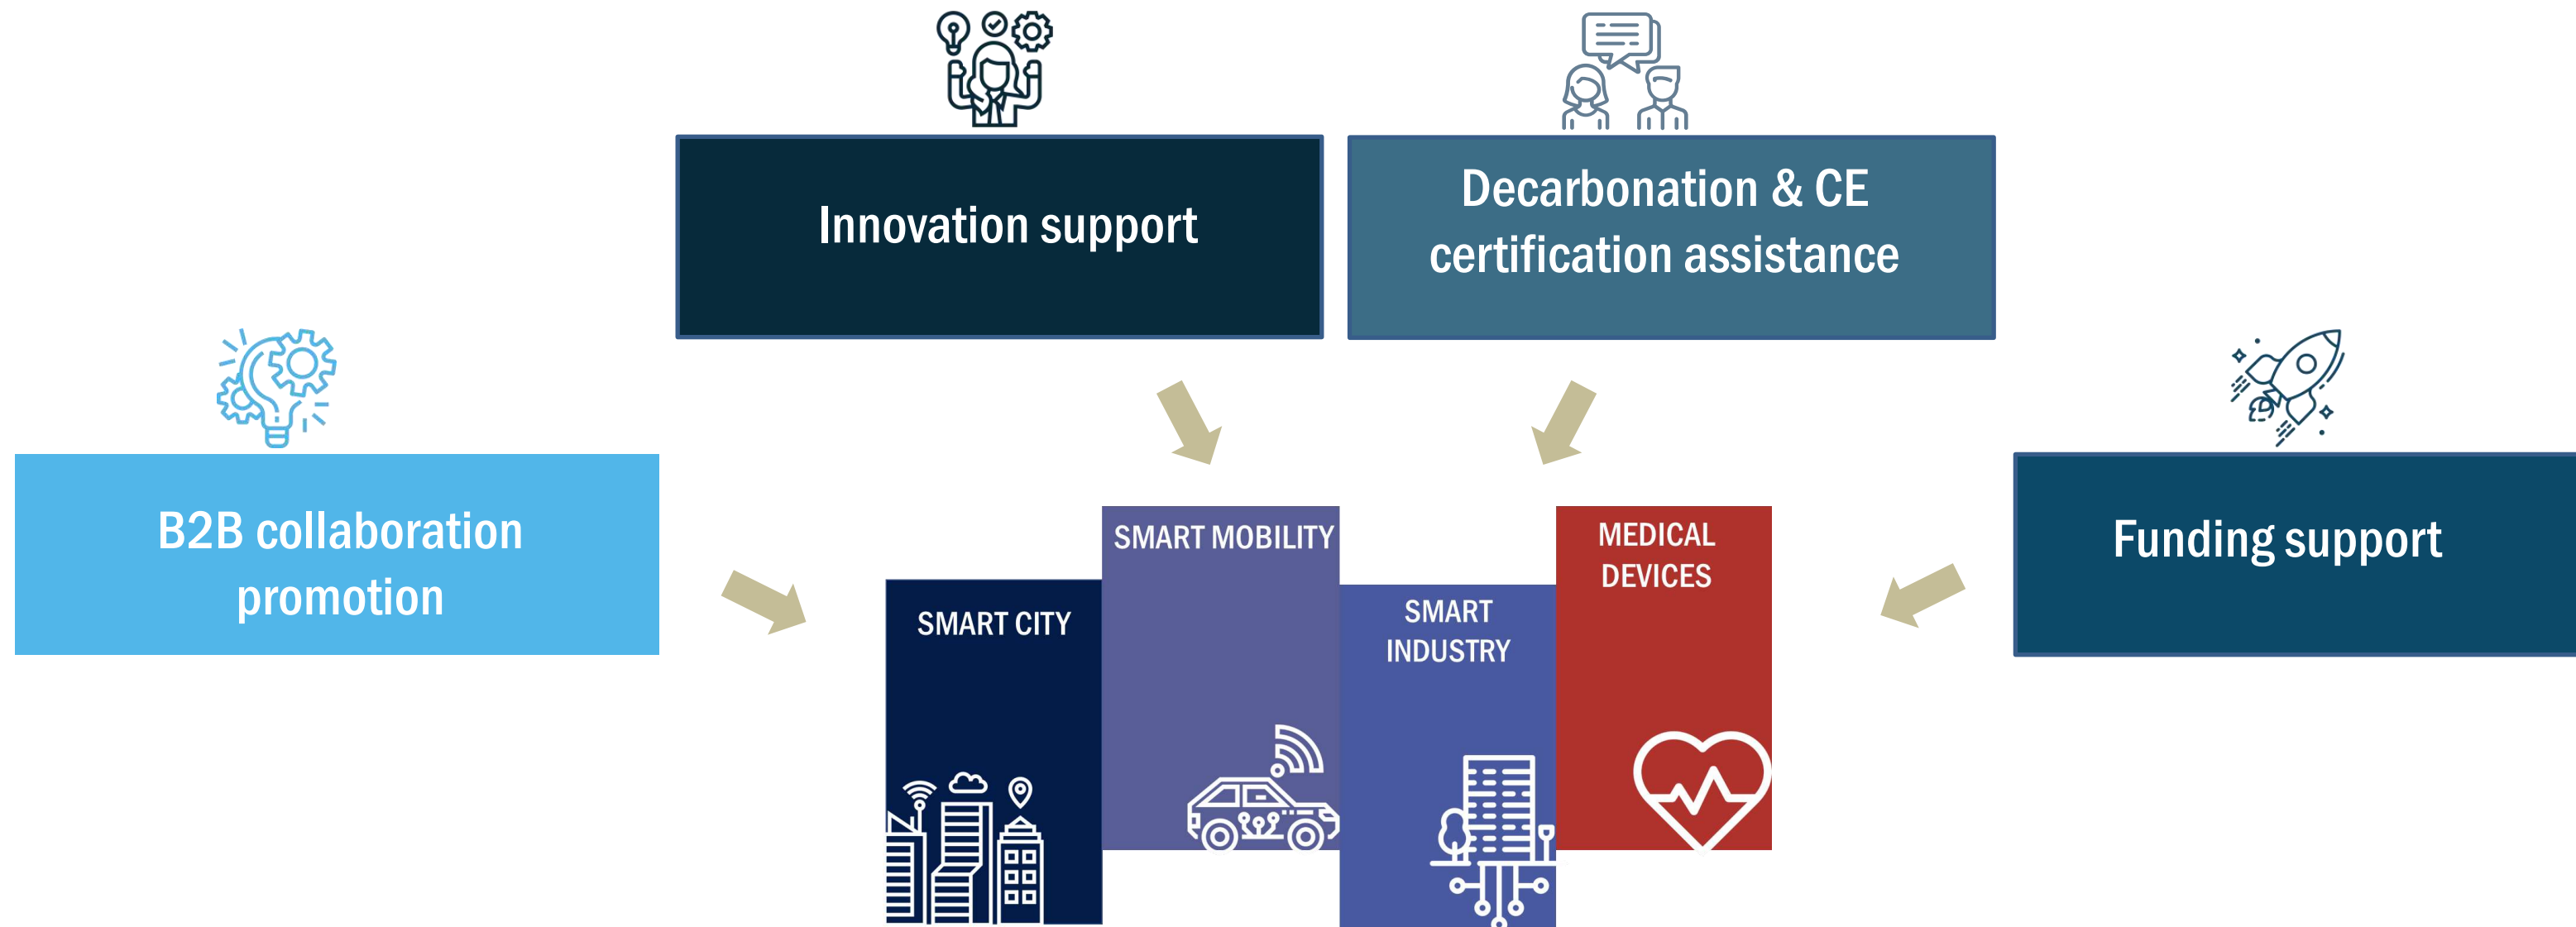 Innovation support
Decarbonation & CE
certification assistance
B2B collaboration
promotion
Funding support
SMART CITY
SMART MOBILITY
SMART
INDUSTRY
MEDICAL
DEVICES